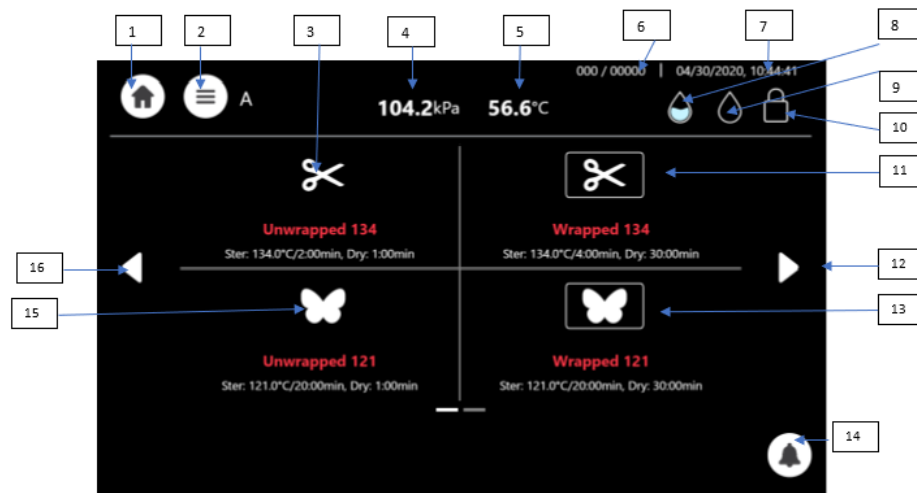 1
2
3
4
5
6
7
8
9
10
11
12
13
14
15
16
000 / 00000 | 04/30/2020, 10:44:41
A
104.2kPa 56.6°C
Unwrapped 134
Ster: 134.0°C/2:00min, Dry: 1:00min
Wrapped 134
Ster: 134.0°C/4:00min, Dry: 30:00min
Unwrapped 121
Ster: 121.0°C/20:00min, Dry: 1:00min
Wrapped 121
Ster: 121.0°C/20:00min, Dry: 30:00min